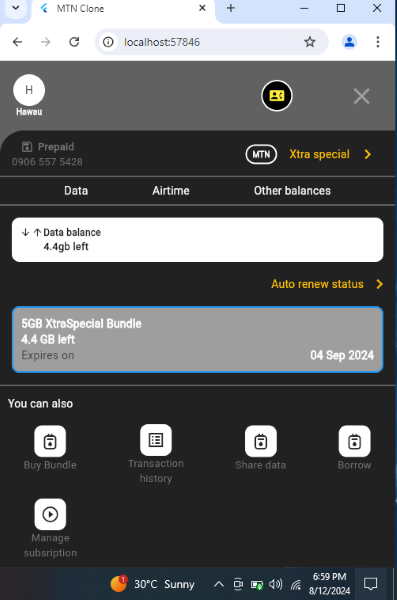 MTN Clone
localhost:57846
H
Hawau
Prepaid
0906 557 5428
MTN
Xtra special
Data
Airtime
Other balances
Data balance
4.4gb left
Auto renew status
5GB XtraSpecial Bundle
4.4 GB left
Expires on
04 Sep 2024
You can also
Buy Bundle
Transaction
history
Share data
Borrow
Manage
subsription
1
30°C Sunny
6:59 PM
8/12/2024